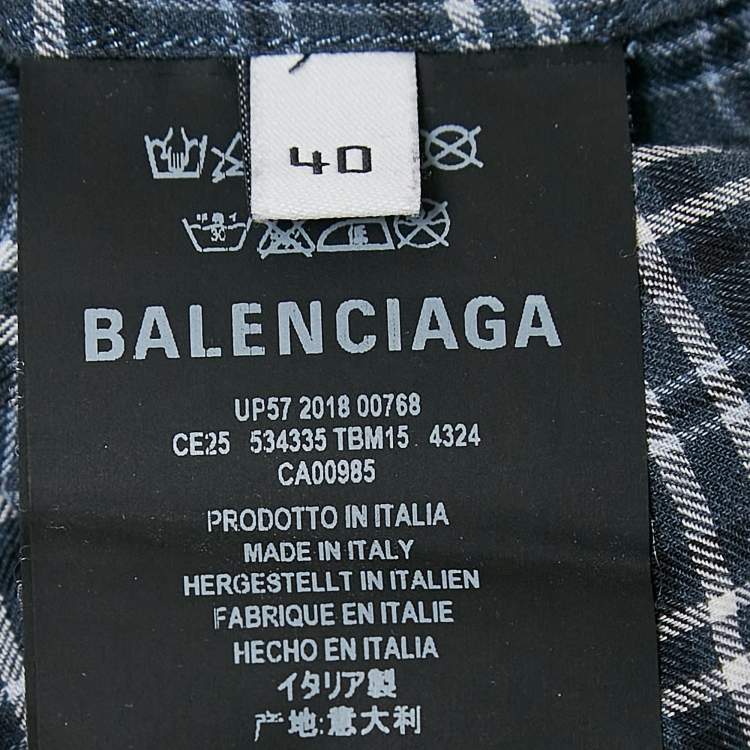 40
30
BALENCIAGA
UP57 2018 00768
CE25 534335 TBM15 4324
CA00985
PRODOTTO IN ITALIA
MADE IN ITALY
HERGESTELLT IN ITALIEN
FABRIQUE EN ITALIE
HECHO EN ITALIA
イタリア製
产地:意大利